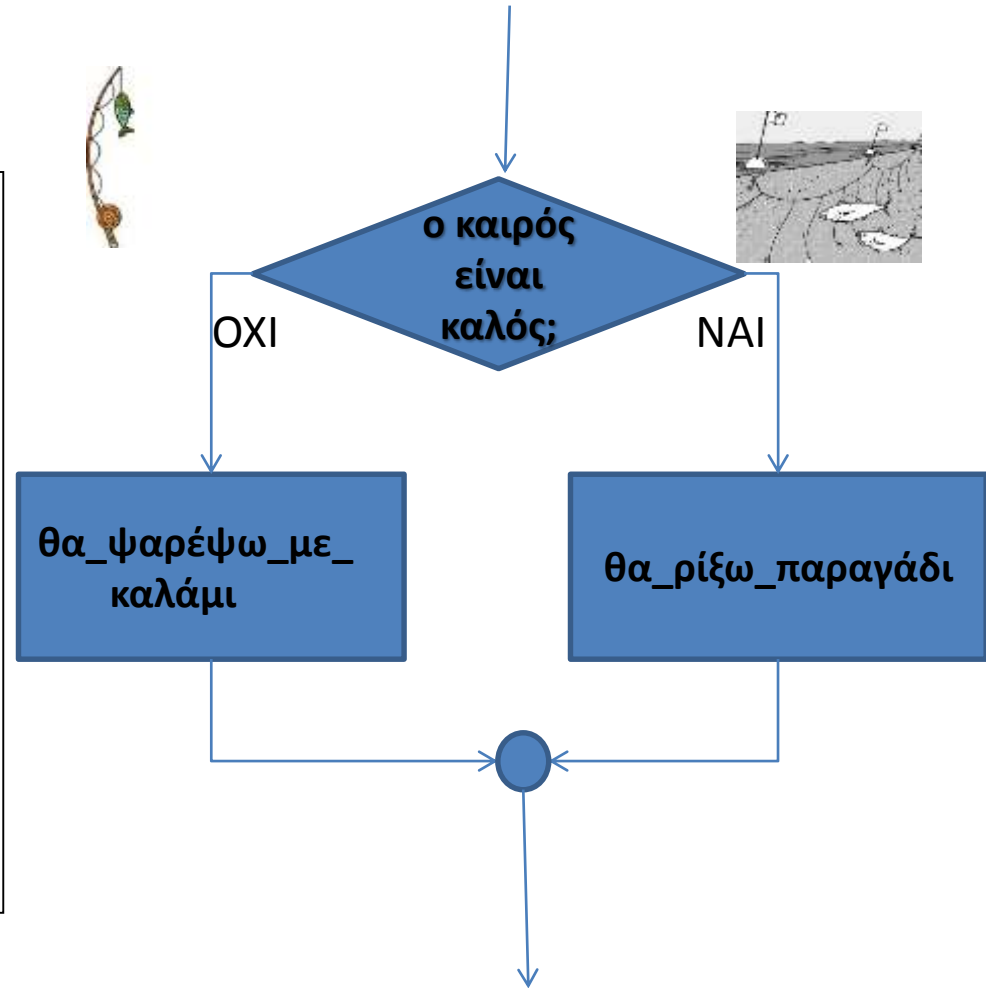 ο καιρός
είναι
καλός;
ΟΧΙ
ΝΑΙ
θα_ψαρέψω_με_
καλάμι
θα_ρίξω_παραγάδι